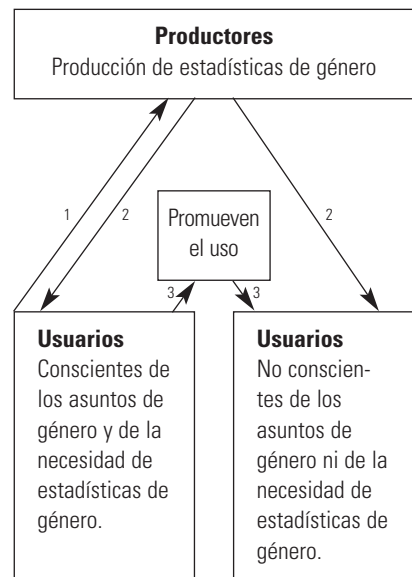 Productores
Producción de estadísticas de género
1
2
2
Promueven
el uso
3
3
Usuarios
Conscientes de
los asuntos de
género y de la
necesidad de
estadísticas de
género.
Usuarios
No conscien-
tes de los
asuntos de
género ni de la
necesidad de
estadísticas de
género.